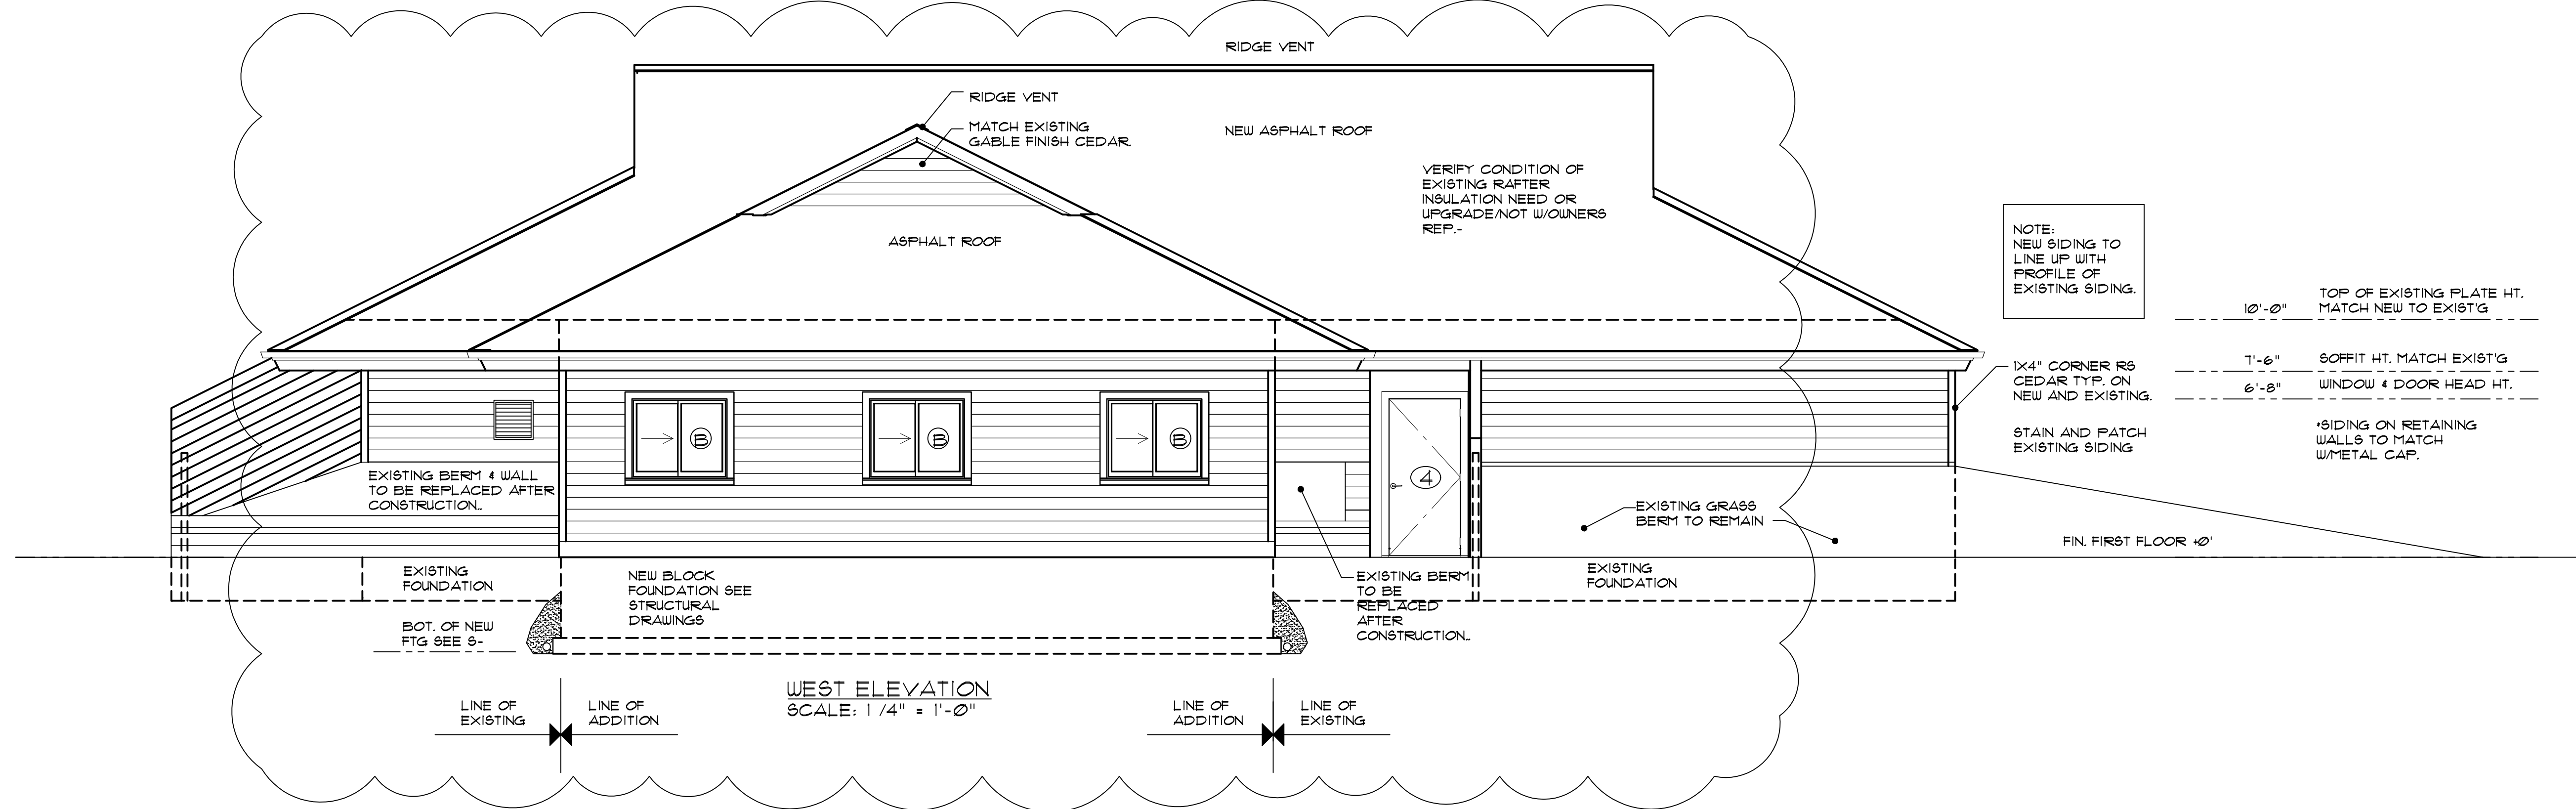 RIDGE VENT
RIDGE VENT
MATCH EXISTING
GABLE FINISH CEDAR.
NEW ASPHALT ROOF
VERIFY CONDITION OF
EXISTING RAFTER
INSULATION NEED OR
UPGRADE/NOT W/OWNERS
REP.-
ASPHALT ROOF
NOTE:
NEW SIDING TO
LINE UP WITH
PROFILE OF
EXISTING SIDING.
10'-0"
TOP OF EXISTING PLATE HT.
MATCH NEW TO EXIST'G
7'-6"
SOFFIT HT. MATCH EXIST'G
6'-8"
WINDOW & DOOR HEAD HT.
1X4" CORNER RS
CEDAR TYP. ON
NEW AND EXISTING.
STAIN AND PATCH
EXISTING SIDING
*SIDING ON RETAINING
WALLS TO MATCH
W/METAL CAP.
B
B
B
4
EXISTING BERM & WALL
TO BE REPLACED AFTER
CONSTRUCTION..
EXISTING GRASS
BERM TO REMAIN
FIN. FIRST FLOOR +0'
EXISTING
FOUNDATION
NEW BLOCK
FOUNDATION SEE
STRUCTURAL
DRAWINGS
EXISTING BERM
TO BE
REPLACED
AFTER
CONSTRUCTION..
EXISTING
FOUNDATION
BOT. OF NEW
FTG SEE S-
WEST ELEVATION
SCALE: 1 /4" = 1'-0"
LINE OF
EXISTING
LINE OF
ADDITION
LINE OF
ADDITION
LINE OF
EXISTING